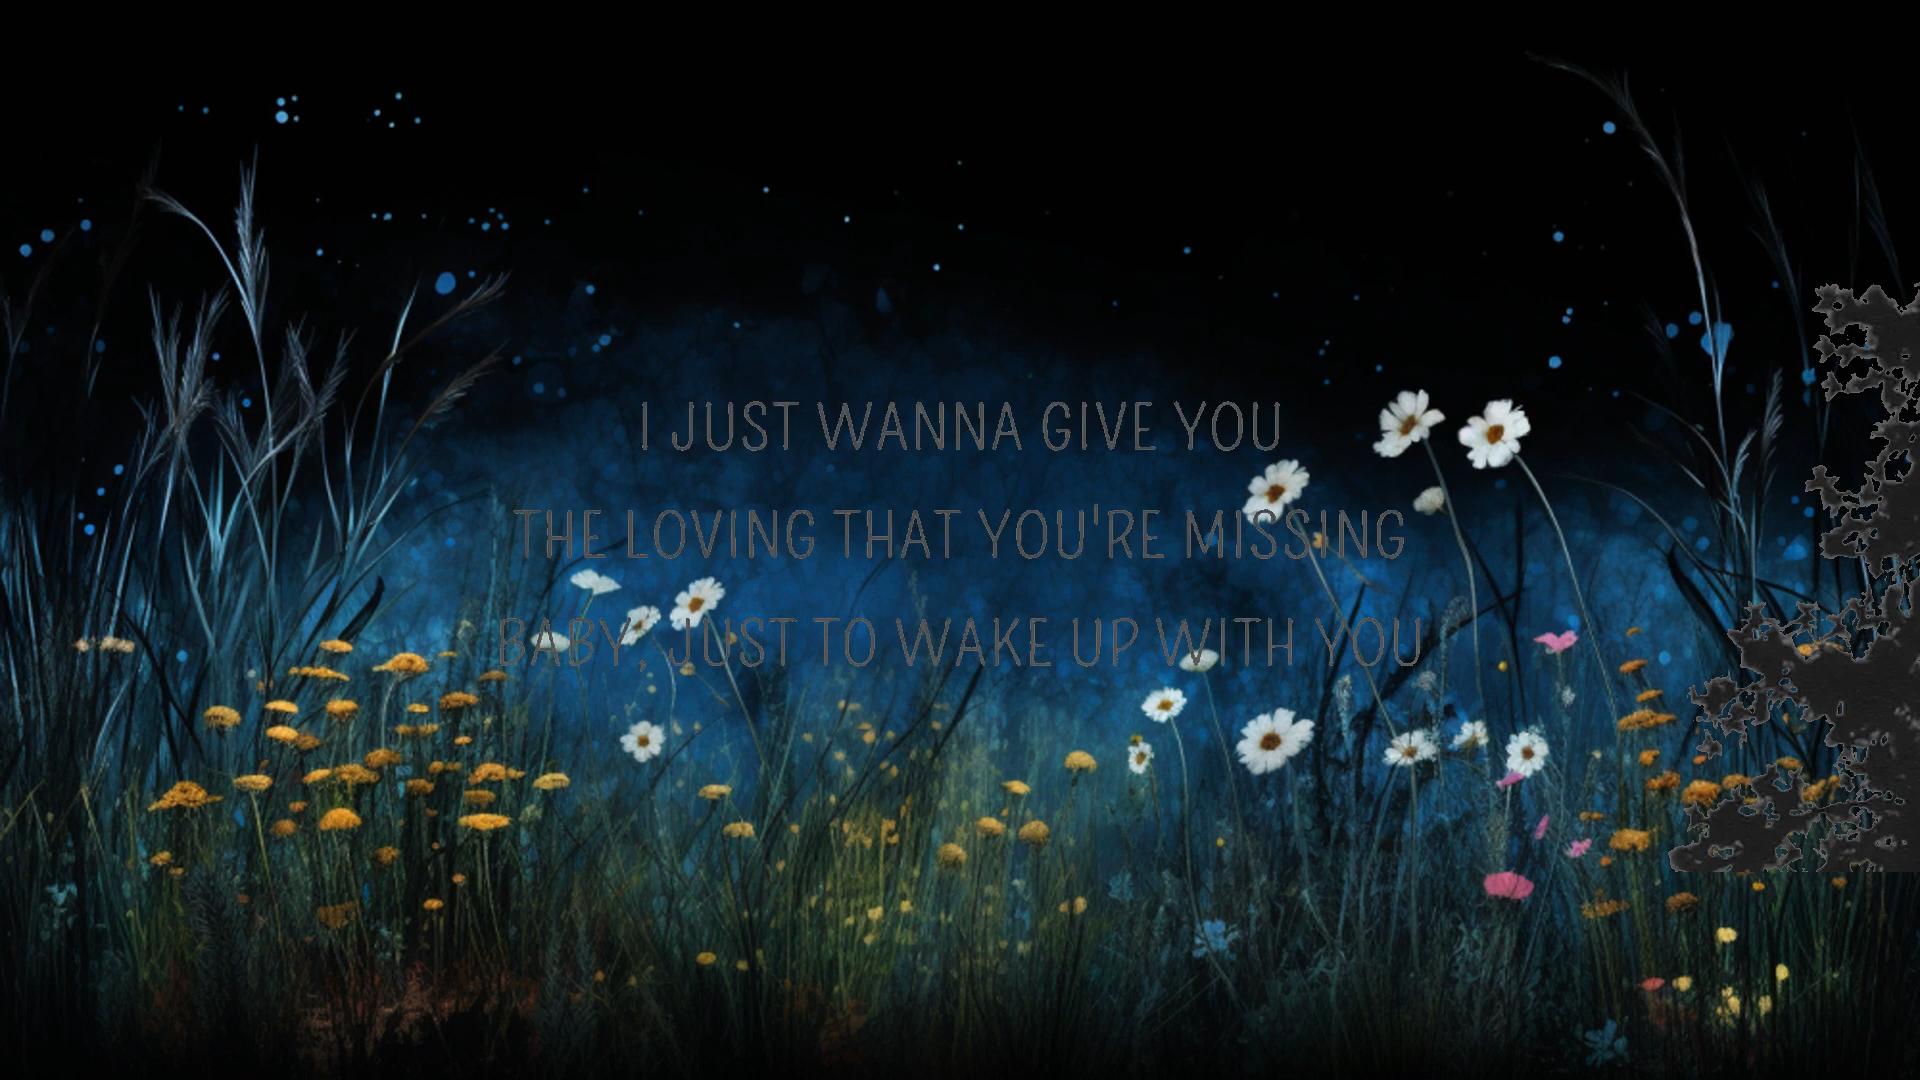 I JUST WANNA GIVE YOU
THE LOVING THAT YOU'RE MISSING
BABY, JUST TO WAKE UP WITH YOU